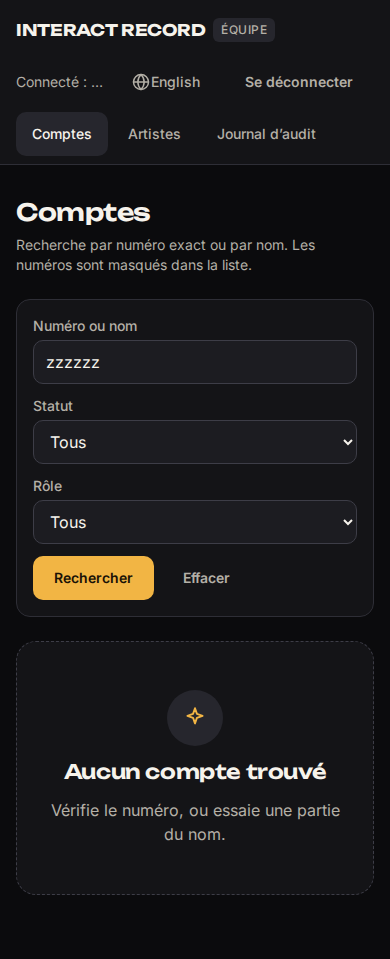 INTERACT RECORD ÉQUIPE
Connecté : ... English Se déconnecter
Comptes Artistes Journal d’audit
Comptes
Recherche par numéro exact ou par nom. Les
numéros sont masqués dans la liste.
Numéro ou nom
zzzzzz
Statut
Tous
Rôle
Tous
Rechercher Effacer
Aucun compte trouvé
Vérifie le numéro, ou essaie une partie
du nom.